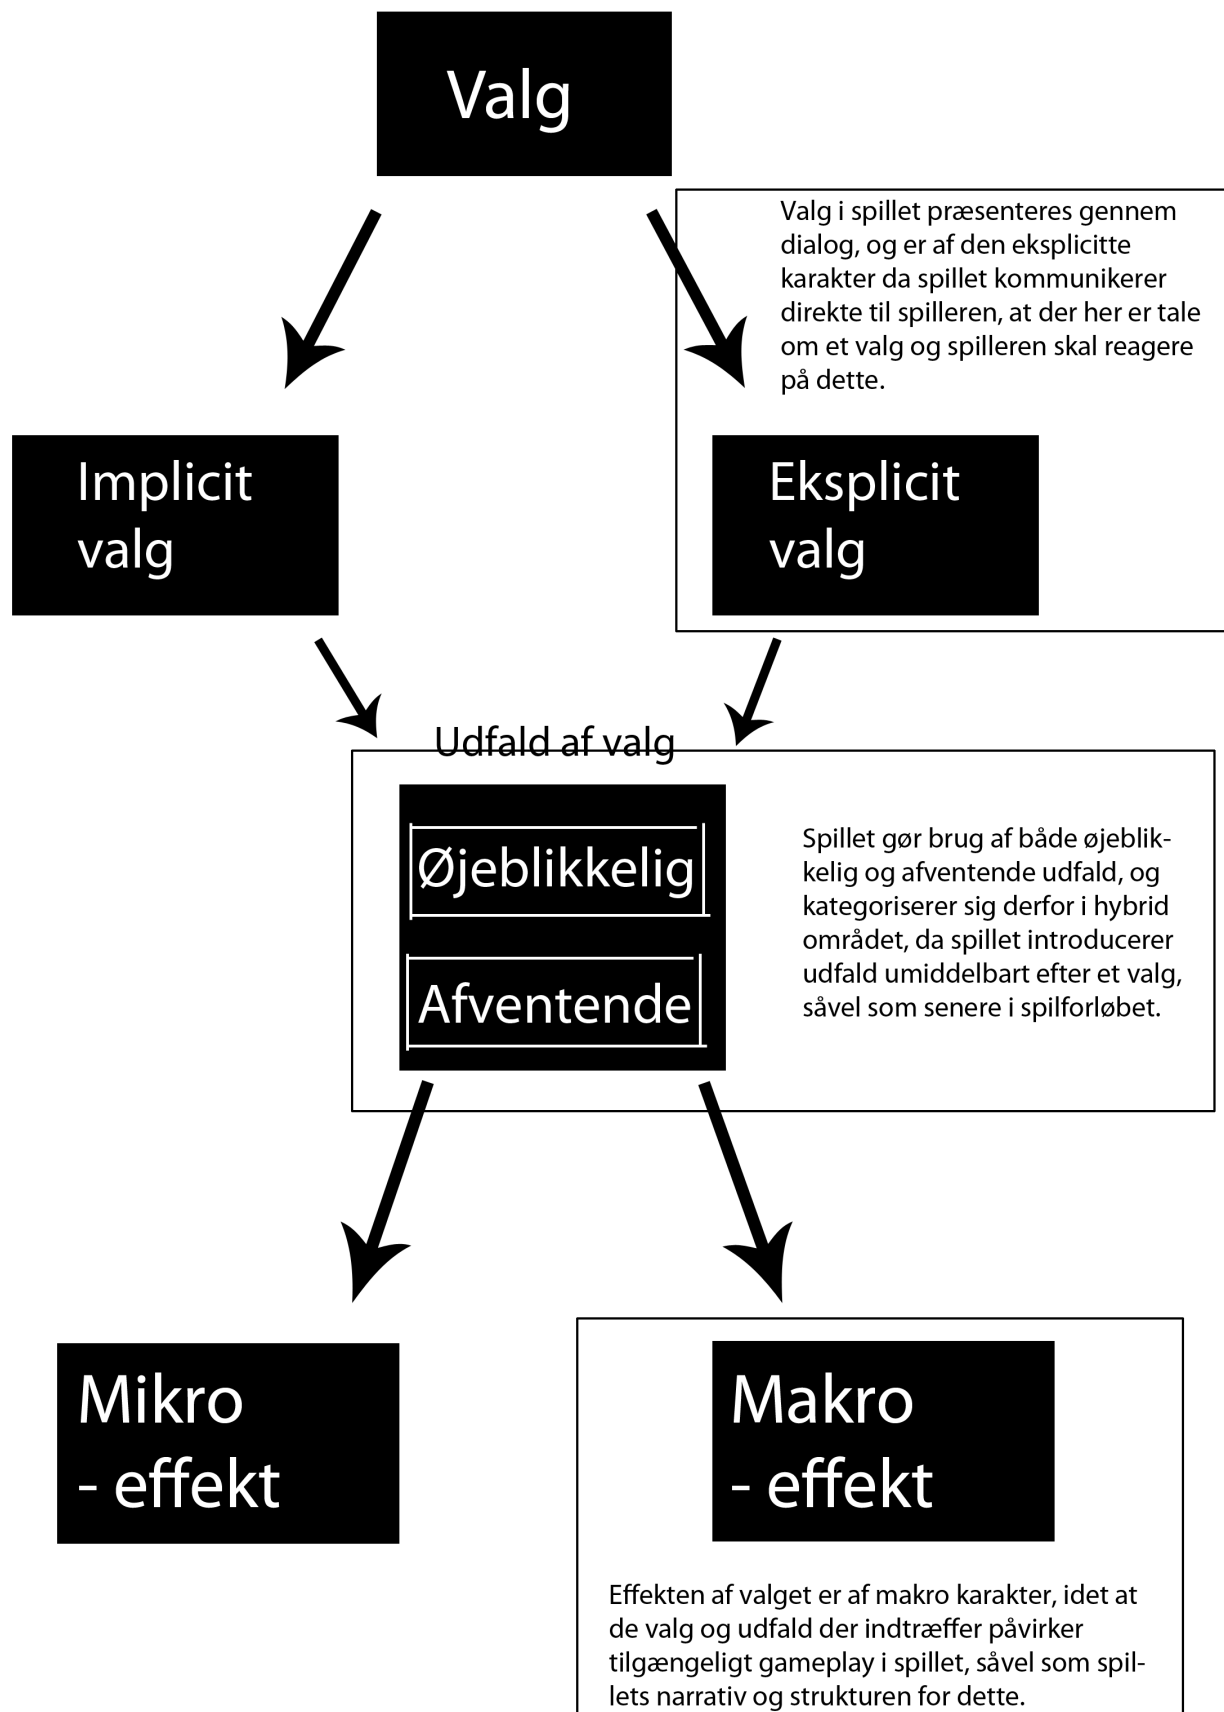 Valg
Valg i spillet præsenteres gennem
dialog, og er af den eksplicitte
karakter da spillet kommunikerer
direkte til spilleren, at der her er tale
om et valg og spilleren skal reagere
på dette.
Implicit
valg
Eksplicit
valg
Udfald af valg
Øjeblikkelig
Afventende
Spillet gør brug af både øjeblik-
kelig og afventende udfald, og
kategoriserer sig derfor i hybrid
området, da spillet introducerer
udfald umiddelbart efter et valg,
såvel som senere i spilforløbet.
Mikro
- effekt
Makro
- effekt
Effekten af valget er af makro karakter, idet at
de valg og udfald der indtræffer påvirker
tilgængeligt gameplay i spillet, såvel som spil-
lets narrativ og strukturen for dette.